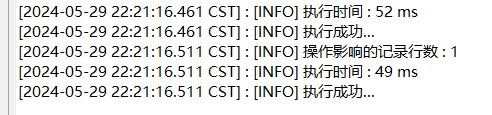 [2024-05-29 22:21:16.461 CST] : [INFO] 执行时间 : 52 ms
[2024-05-29 22:21:16.461 CST] : [INFO] 执行成功...
[2024-05-29 22:21:16.511 CST] : [INFO] 操作影响的记录行数 : 1
[2024-05-29 22:21:16.511 CST] : [INFO] 执行时间 : 49 ms
[2024-05-29 22:21:16.511 CST] : [INFO] 执行成功...